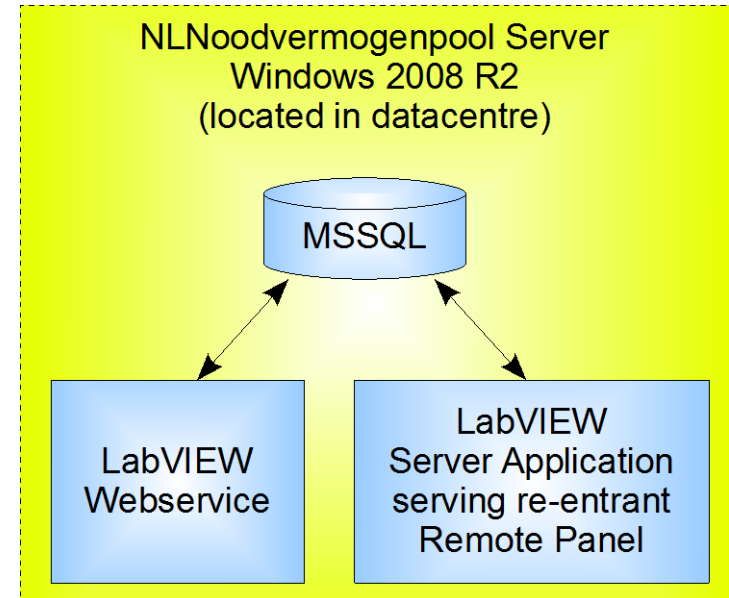 NLNoodvermogenpool Server
Windows 2008 R2
(located in datacentre)
MSSQL
LabVIEW
Webservice
LabVIEW
Server Application
serving re-entrant
Remote Panel